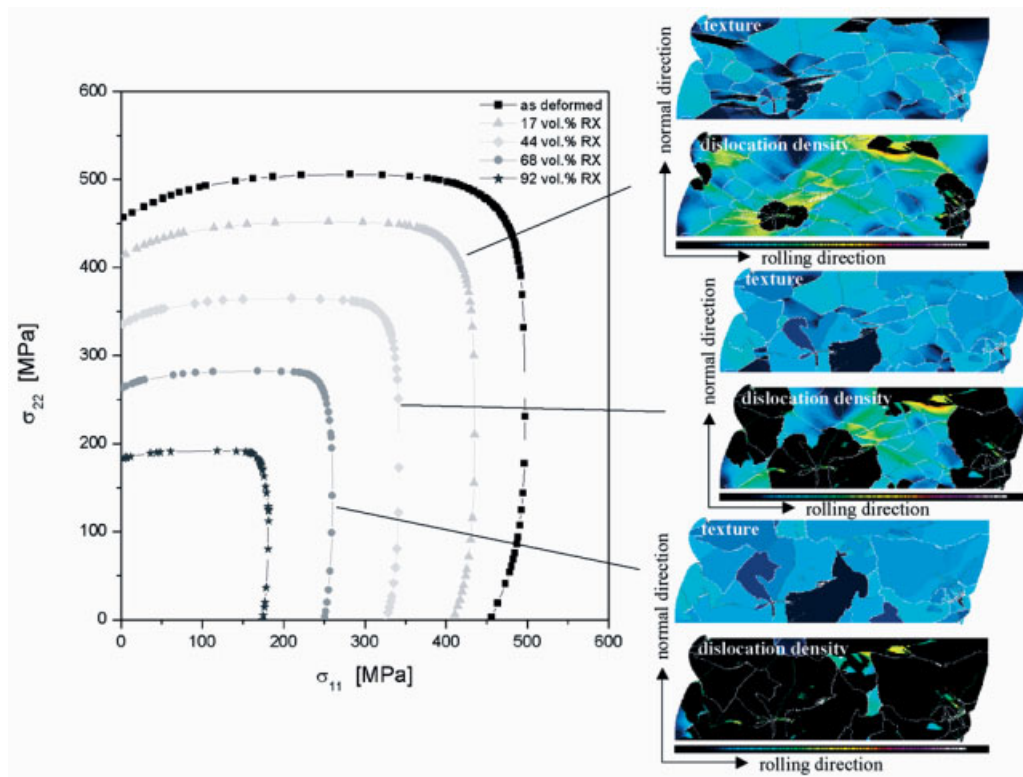 600
500
400
300
200
100
0
σ22 [MPa]
0 100 200 300 400 500 600
σ11 [MPa]
as deformed
17 vol.% RX
44 vol.% RX
68 vol.% RX
92 vol.% RX
texture
dislocation density
normal direction
rolling direction
texture
dislocation density
normal direction
rolling direction
texture
dislocation density
normal direction
rolling direction